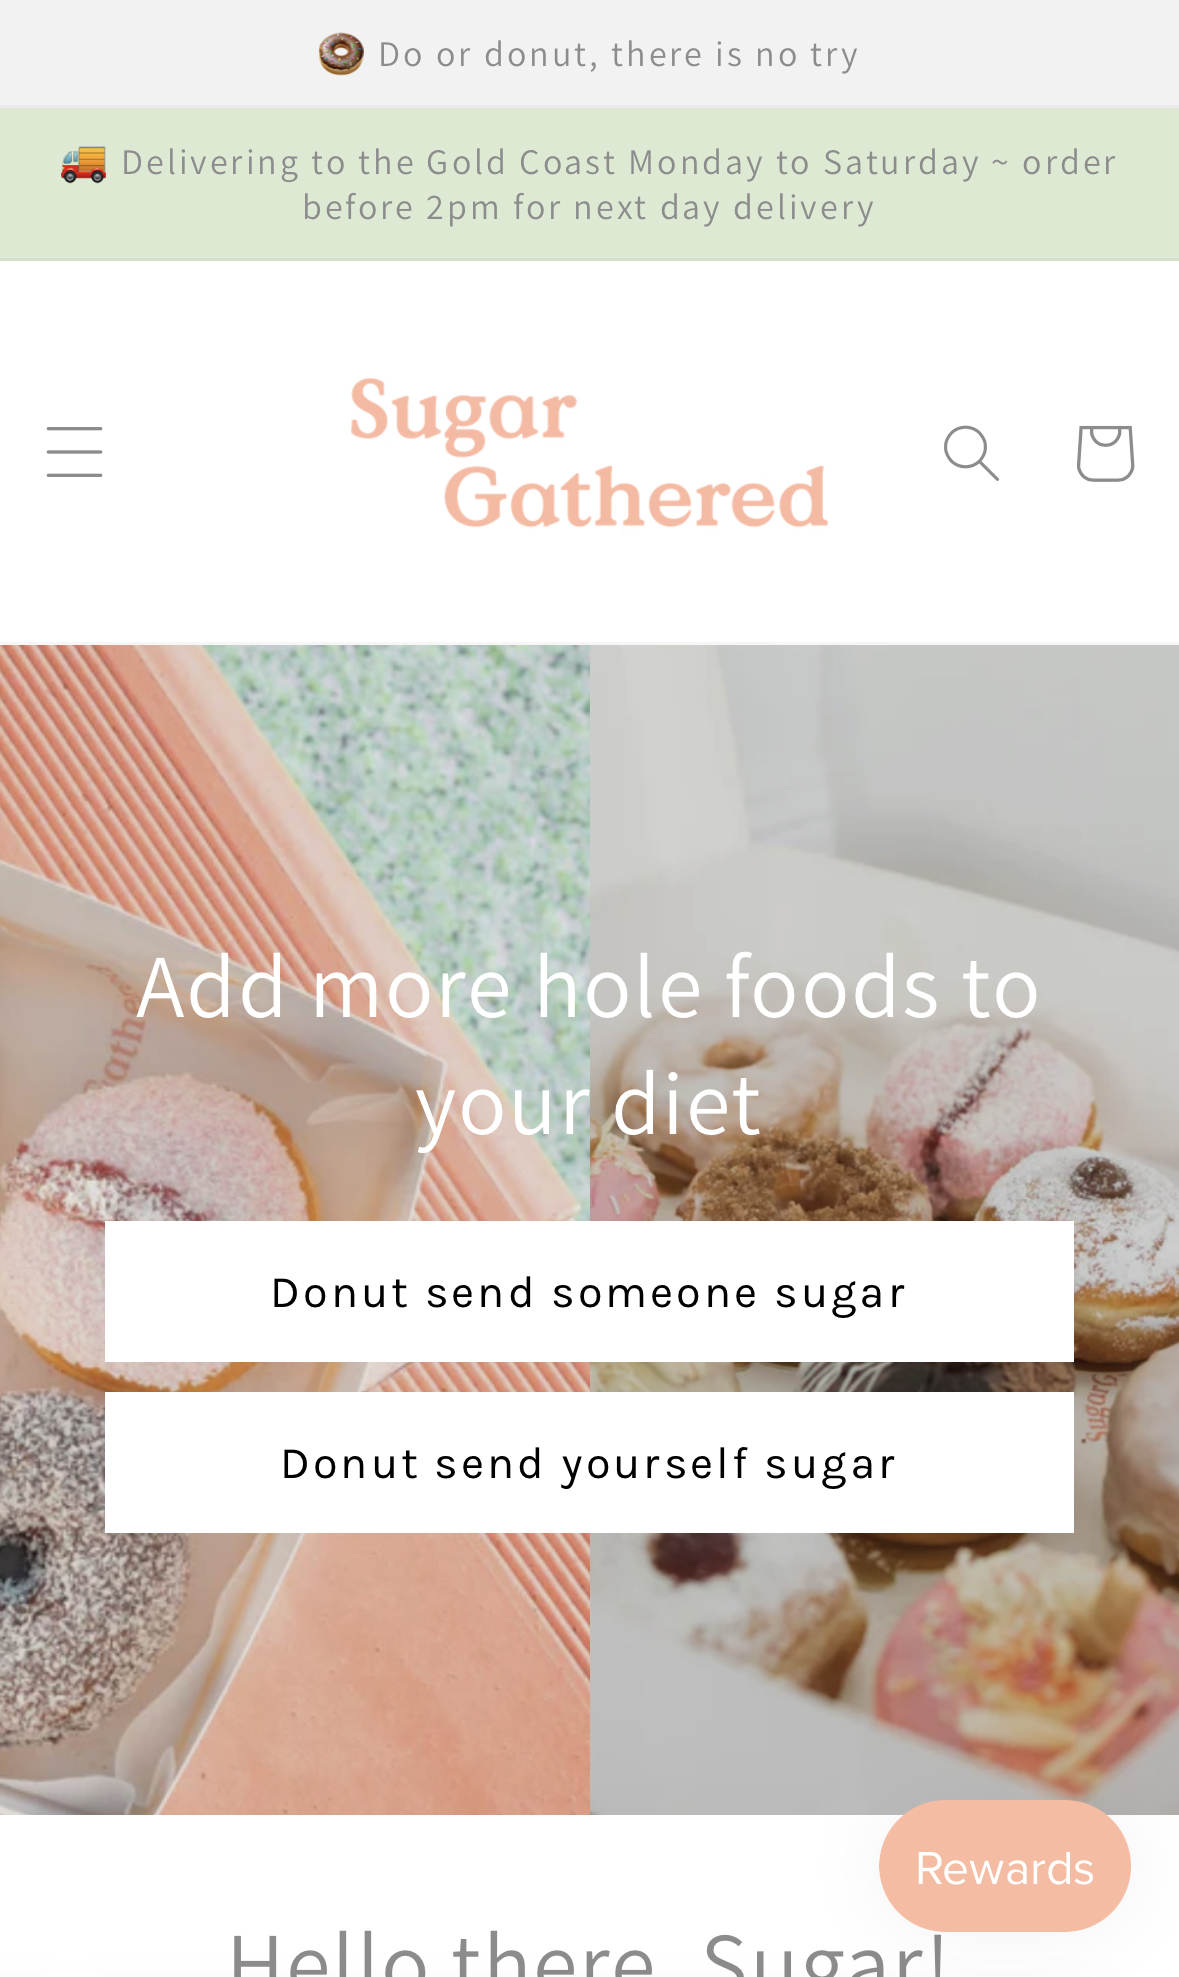 🍩 Do or donut, there is no try
🚚 Delivering to the Gold Coast Monday to Saturday ~ order
before 2pm for next day delivery
Sugar
Gathered
Add more hole foods to
your diet
Donut send someone sugar
Donut send yourself sugar
Rewards
Hello there, Sugar!